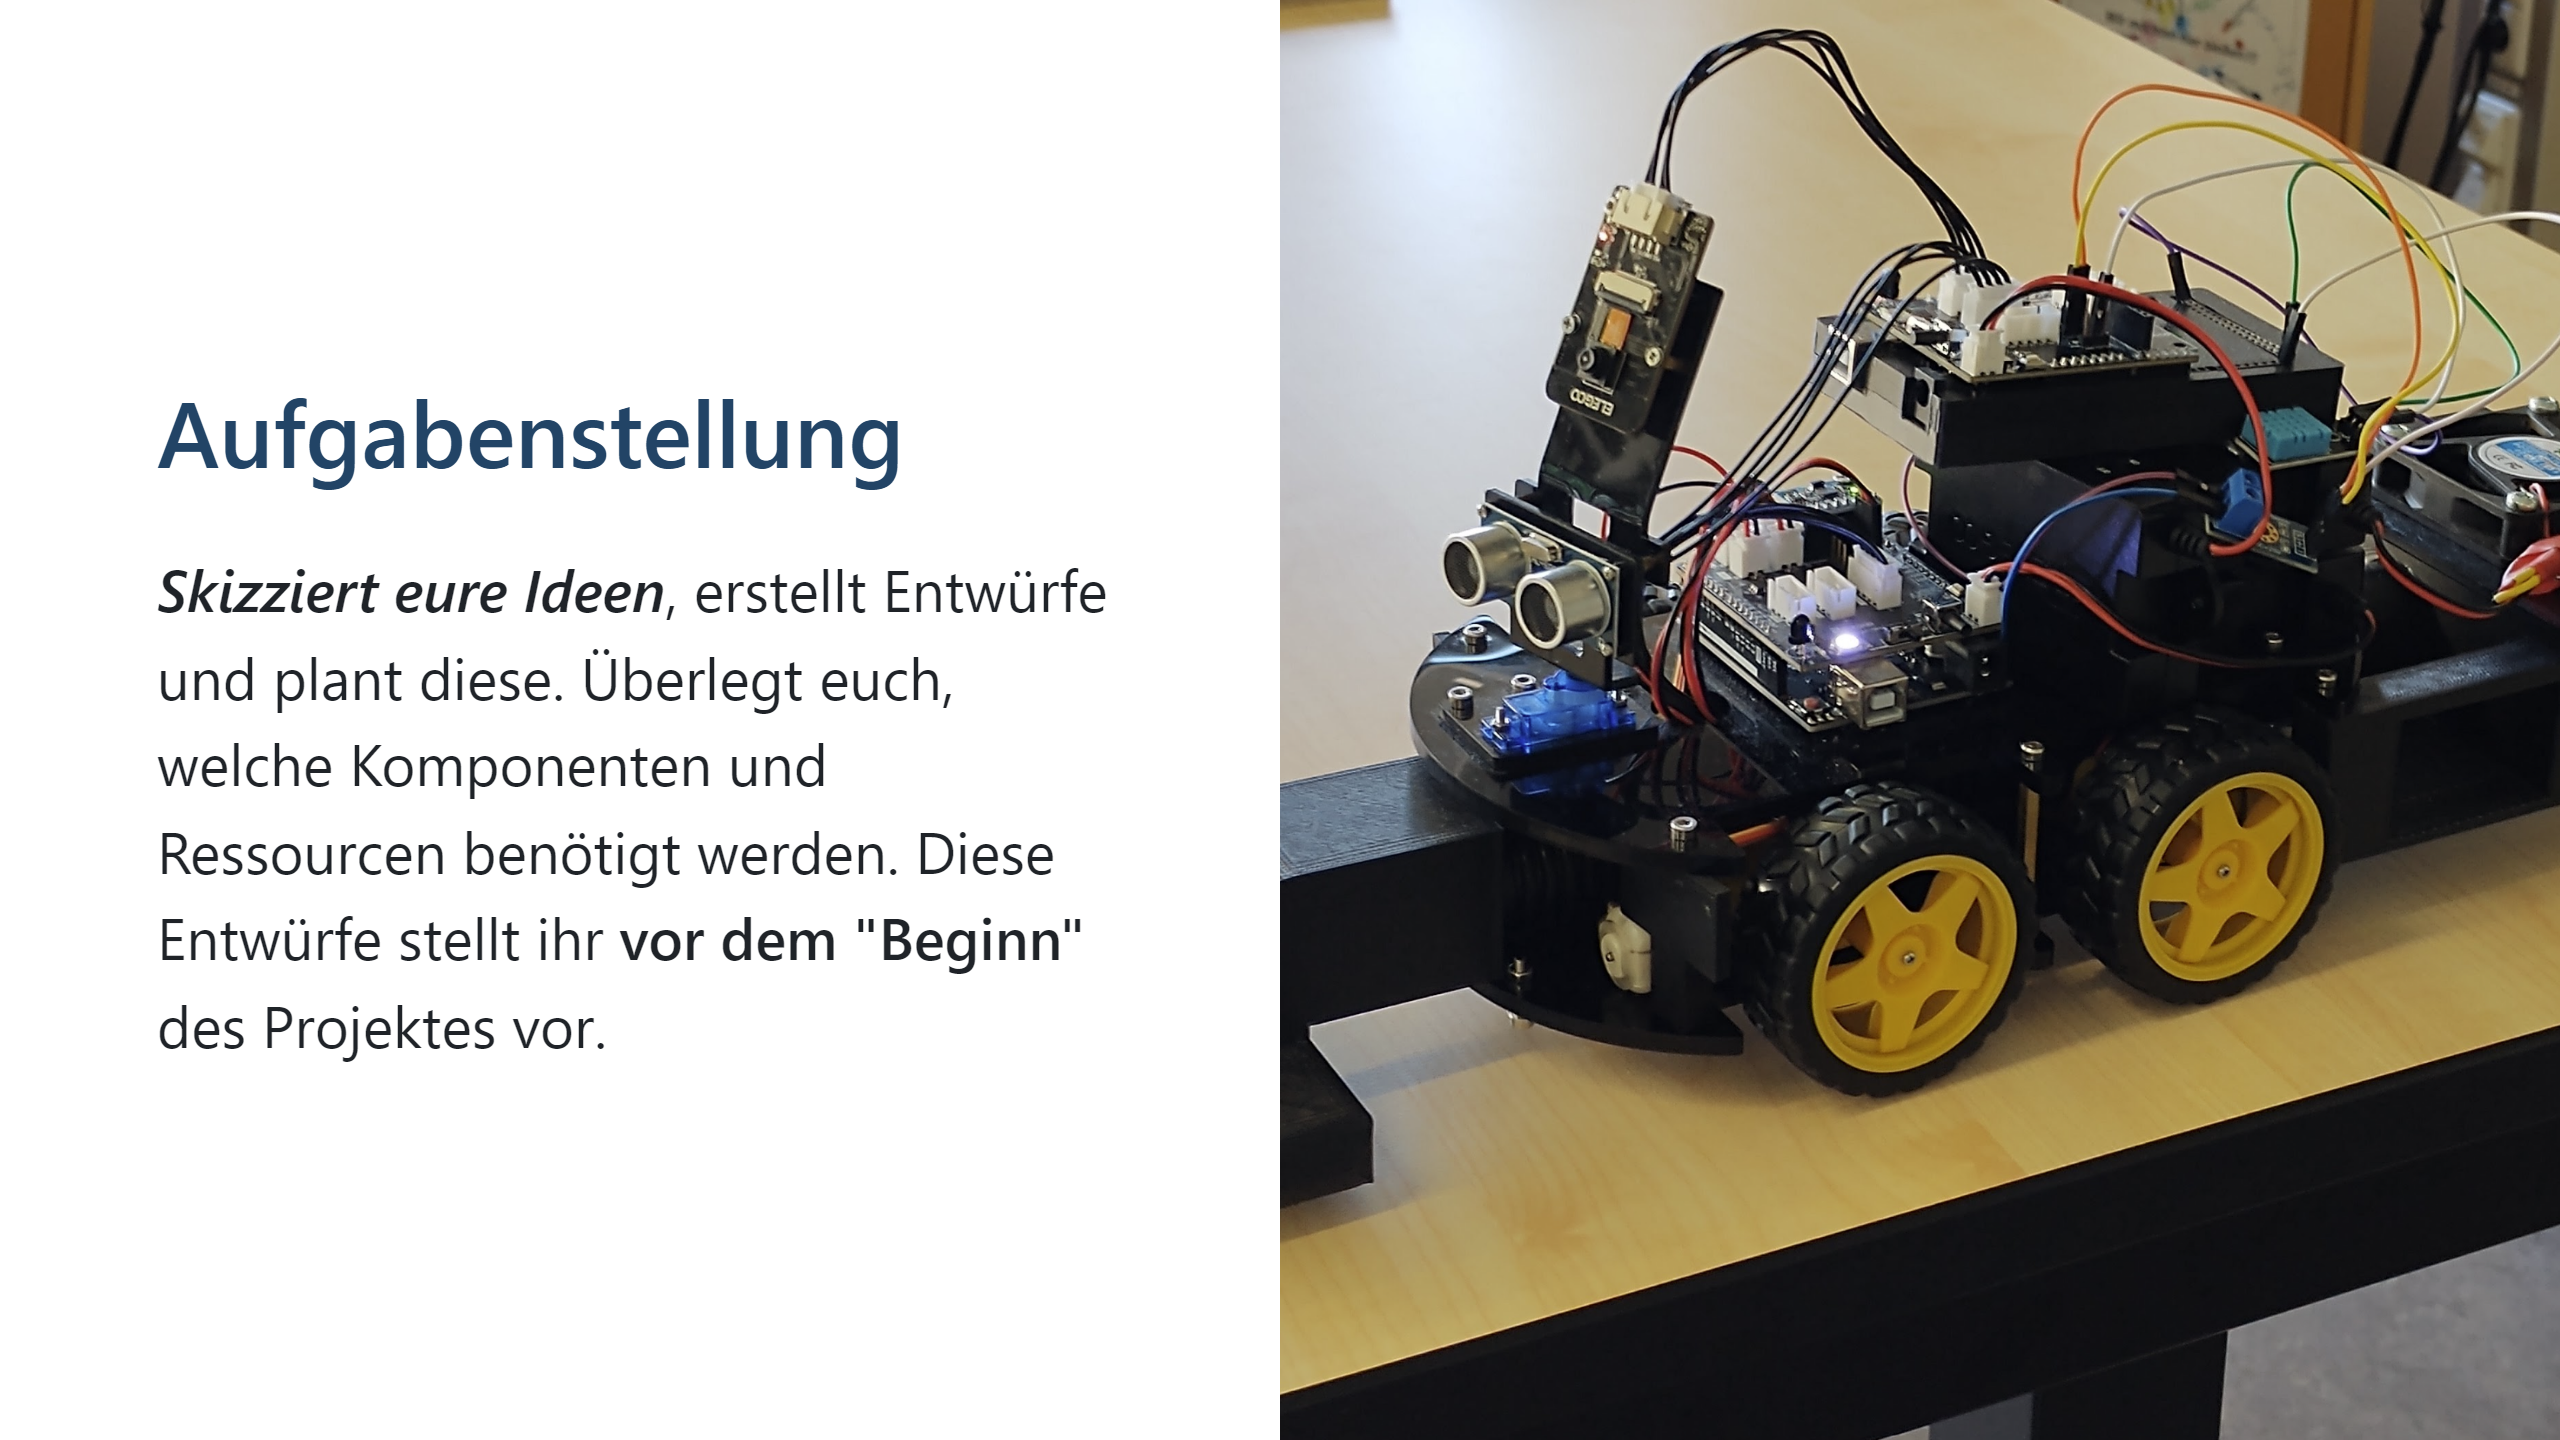 Aufgabenstellung
Skizziert eure Ideen, erstellt Entwürfe
und plant diese. Überlegt euch,
welche Komponenten und
Ressourcen benötigt werden. Diese
Entwürfe stellt ihr vor dem "Beginn"
des Projektes vor.
ELEGOO